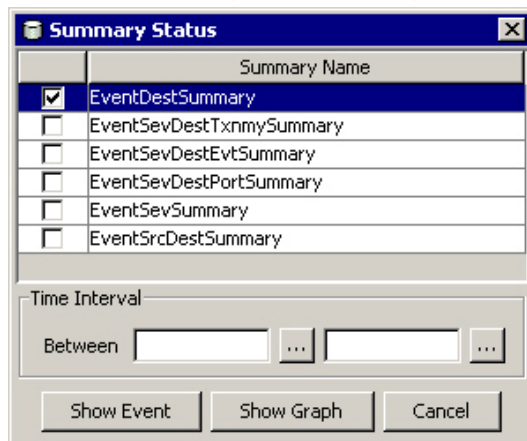 Summary Status
Summary Name
EventDestSummary
EventSevDestTxnmySummary
EventSevDestEvtSummary
EventSevDestPortSummary
EventSevSummary
EventSrcDestSummary
Time Interval
Between ... ...
Show Event Show Graph Cancel